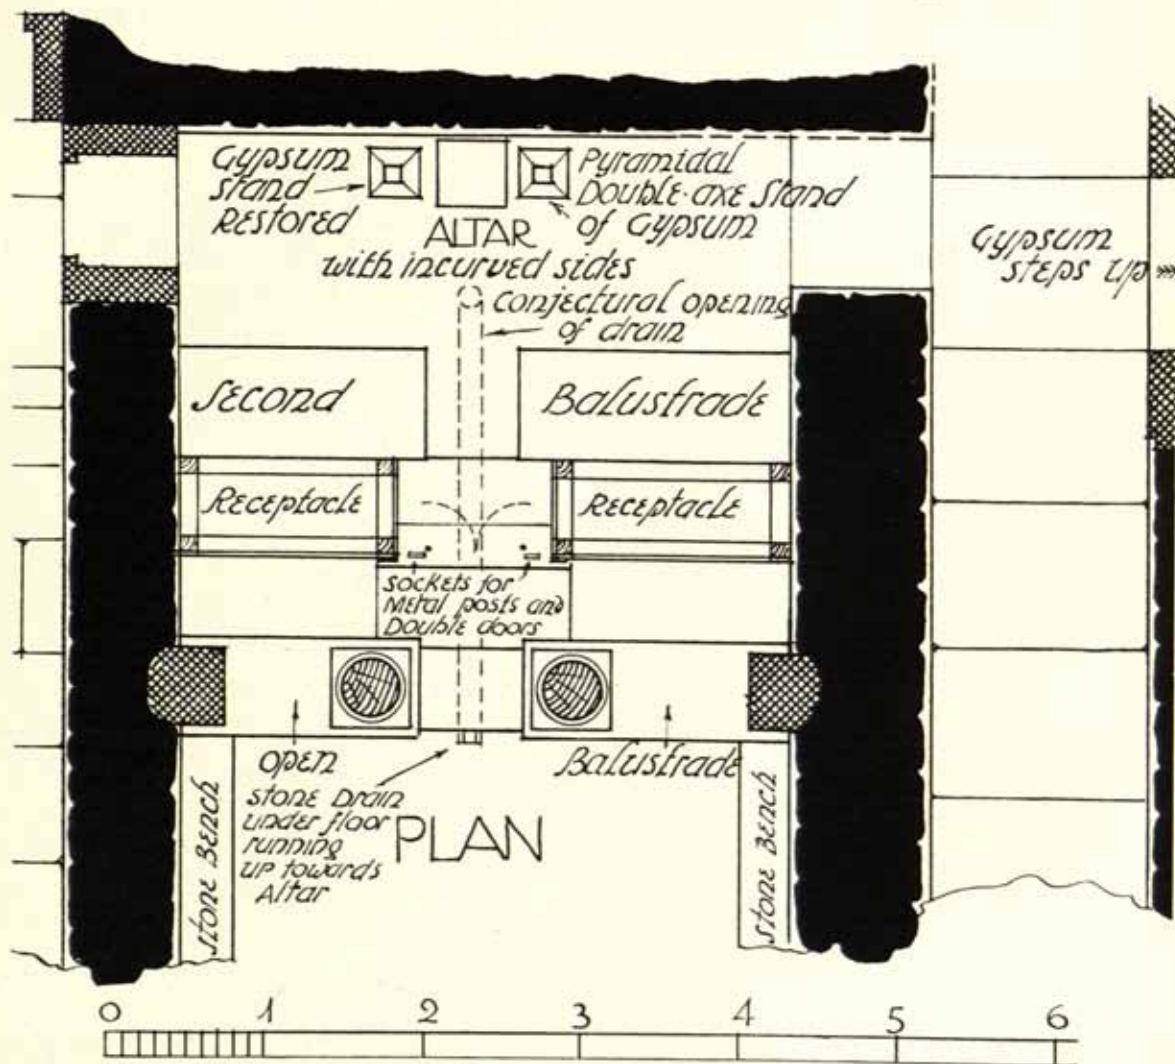 Gypsum
stand
Restored
Pyramidal
Double-axe Stand
of Gypsum
ALTAR
with incurved sides
Gypsum
steps up
Conjectural opening
of drain
Second
Balustrade
Receptacle
Receptacle
Sockets for
Metal posts and
Double doors
Open
Balustrade
Stone Drain
under floor
running
up towards
Altar
PLAN
Stone Bench
Stone Bench
0 1 2 3 4 5 6